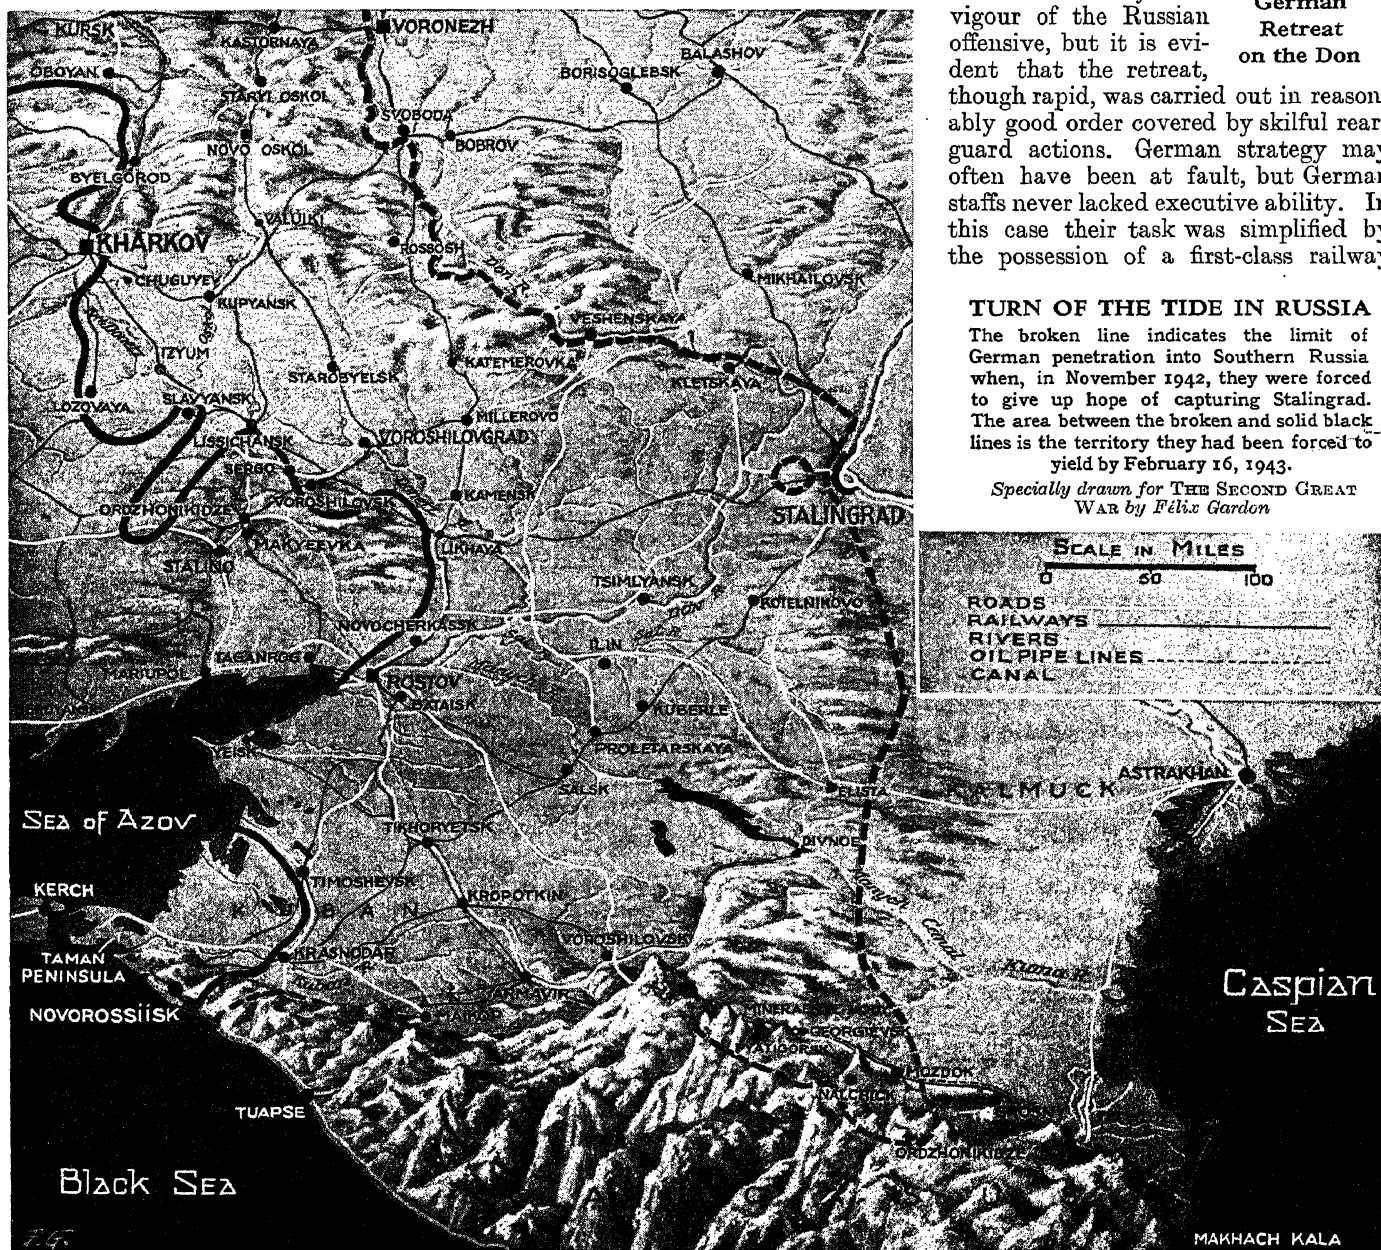 vigour of the Russian
offensive, but it is evi-
dent that the retreat,
though rapid, was carried out in reason
ably good order covered by skilful rear
guard actions. German strategy may
often have been at fault, but German
staffs never lacked executive ability. In
this case their task was simplified by
the possession of a first-class railway
German
Retreat
on the Don
TURN OF THE TIDE IN RUSSIA
The broken line indicates the limit of
German penetration into Southern Russia
when, in November 1942, they were forced
to give up hope of capturing Stalingrad.
The area between the broken and solid black
lines is the territory they had been forced to
yield by February 16, 1943.
Specially drawn for THE SECOND GREAT
WAR by Félix Gardon
SCALE IN MILES
0 50 100
ROADS
RAILWAYS
RIVERS
OIL PIPE LINES
CANAL
KURSK
KASTORNAYA
VORONEZH
BALASHOV
OBOYAN
BORISOGLEBSK
STARYI OSKOL
SVOBODA
NOVO OSKOL
BOBROV
BYELGOROD
VALUIKI
KHARKOV
ROSSOSH
DON R.
MIKHAILOVSK
CHUGUYEV
KUPYANSK
VESHENSKAYA
IZYUM
KATEMEROVKA
STAROBYELSK
KLETSKAYA
LOZOVAYA
SLAVYANSK
MILLEROVO
LISSICHANSK
VOROSHILOVGRAD
SERGO
VOROSHILOVSK
KAMENSK
ORDZHONIKIDZE
STALINGRAD
MAKYEEVKA
LIKHAYA
STALINO
TSIMLYANSK
DON R.
KOTELNIKOVO
NOVOCHERKASSK
SAL R.
TAGANROG
ILIN
MARIUPOL
ROSTOV
BATAISK
KUBERLE
YEISK
PROLETARSKAYA
SALSK
ELISTA
KALMUCK
ASTRAKHAN
SEA of AZOV
TIKHORYETSK
DIVNOE
TIMOSHEVSK
Manych Canal
KERCH
KROPOTKIN
KUBAN
KRASNODAR
VOROSHILOVSK
Kuma R.
TAMAN
PENINSULA
Kuban
ARMAVIR
NOVOROSSIISK
MAIKOP
GEORGIEVSK
CASPIAN
SEA
MOZDOK
NALCHICK
TUAPSE
ORDZHONIKIDZE
BLACK SEA
F.G.
MAKHACH KALA